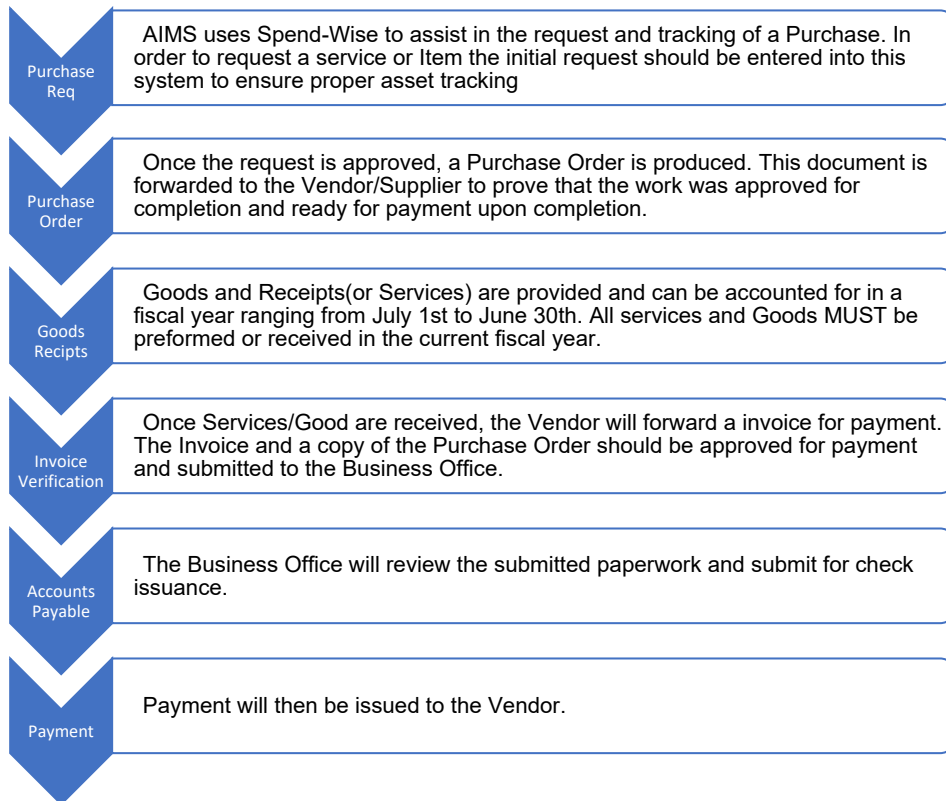 Purchase
Req
AIMS uses Spend-Wise to assist in the request and tracking of a Purchase. In
order to request a service or Item the initial request should be entered into this
system to ensure proper asset tracking
Purchase
Order
Once the request is approved, a Purchase Order is produced. This document is
forwarded to the Vendor/Supplier to prove that the work was approved for
completion and ready for payment upon completion.
Goods
Recipts
Goods and Receipts(or Services) are provided and can be accounted for in a
fiscal year ranging from July 1st to June 30th. All services and Goods MUST be
preformed or received in the current fiscal year.
Invoice
Verification
Once Services/Good are received, the Vendor will forward a invoice for payment.
The Invoice and a copy of the Purchase Order should be approved for payment
and submitted to the Business Office.
Accounts
Payable
The Business Office will review the submitted paperwork and submit for check
issuance.
Payment
Payment will then be issued to the Vendor.